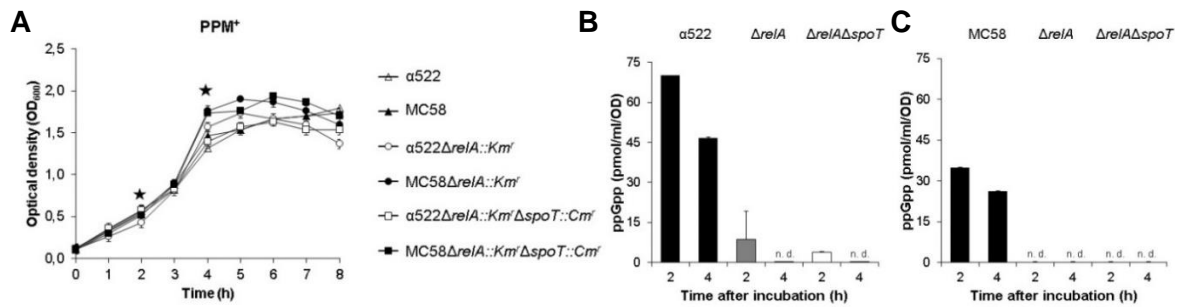 A
PPM⁺
Optical density (OD₆₀₀)
2,5
2,0
1,5
1,0
0,5
0,0
0 1 2 3 4 5 6 7 8
Time (h)
α522
MC58
α522ΔrelA::Kmʳ
MC58ΔrelA::Kmʳ
α522ΔrelA::KmʳΔspoT::Cmʳ
MC58ΔrelA::KmʳΔspoT::Cmʳ
B
α522 ΔrelA ΔrelAΔspoT
ppGpp (pmol/ml/OD)
75
60
45
30
15
0
n.d. n.d.
2 4 2 4 2 4
Time after incubation (h)
C
MC58 ΔrelA ΔrelAΔspoT
ppGpp (pmol/ml/OD)
75
60
45
30
15
0
n.d. n.d. n.d. n.d.
2 4 2 4 2 4
Time after incubation (h)